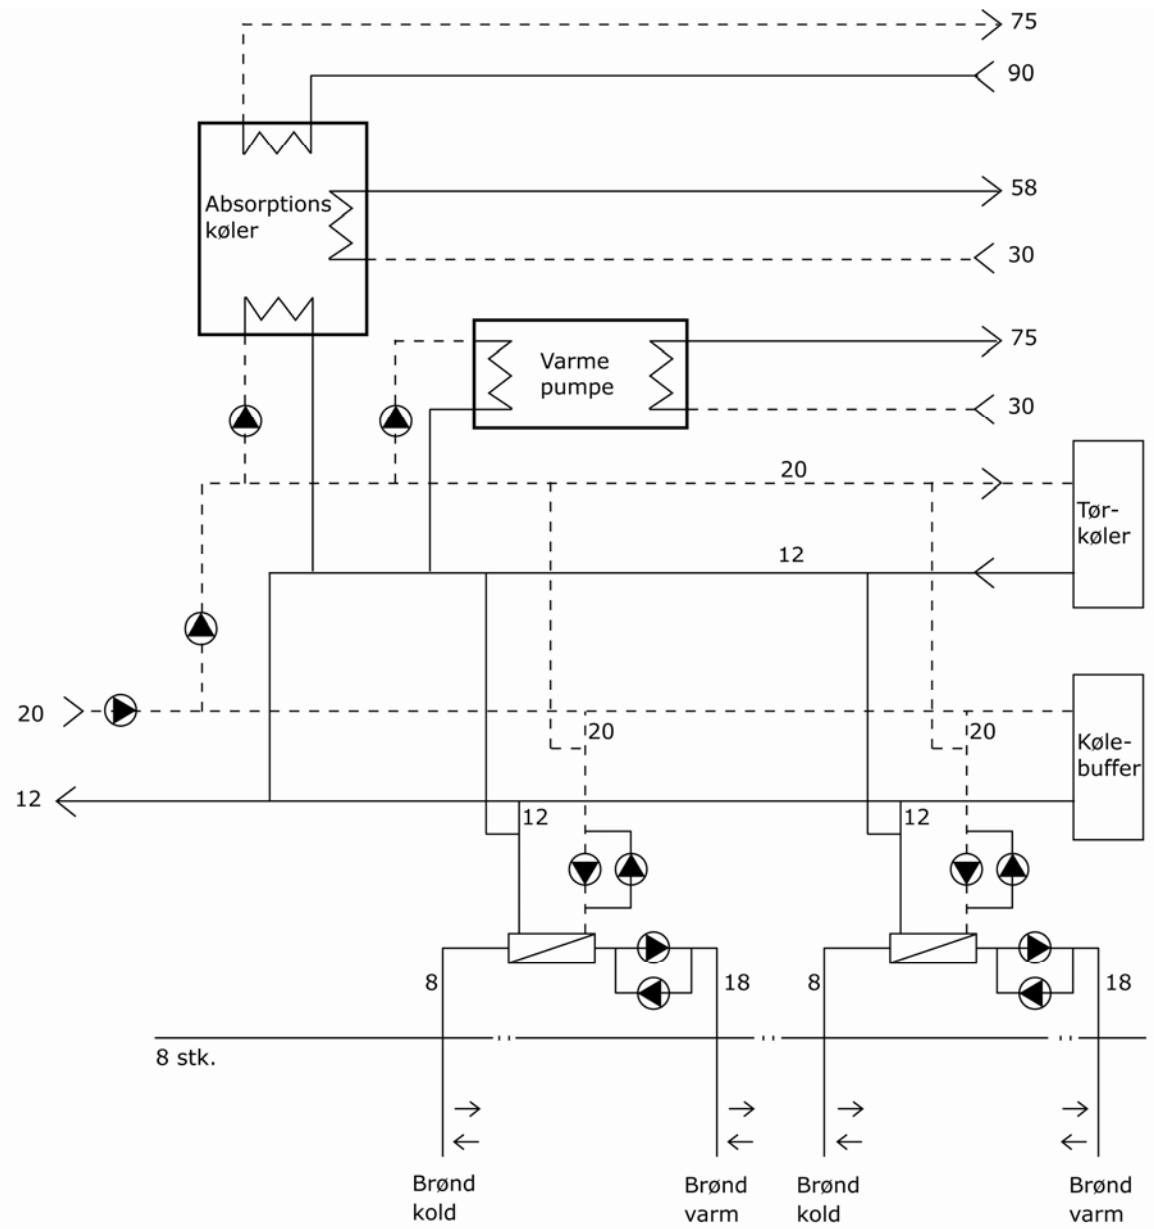 75
90
Absorptions
køler
58
30
Varme
pumpe
75
30
20
Tør-
køler
12
20
20
20
Køle-
buffer
12
12
12
8
18
8
18
8 stk.
Brønd
kold
Brønd
varm
Brønd
kold
Brønd
varm